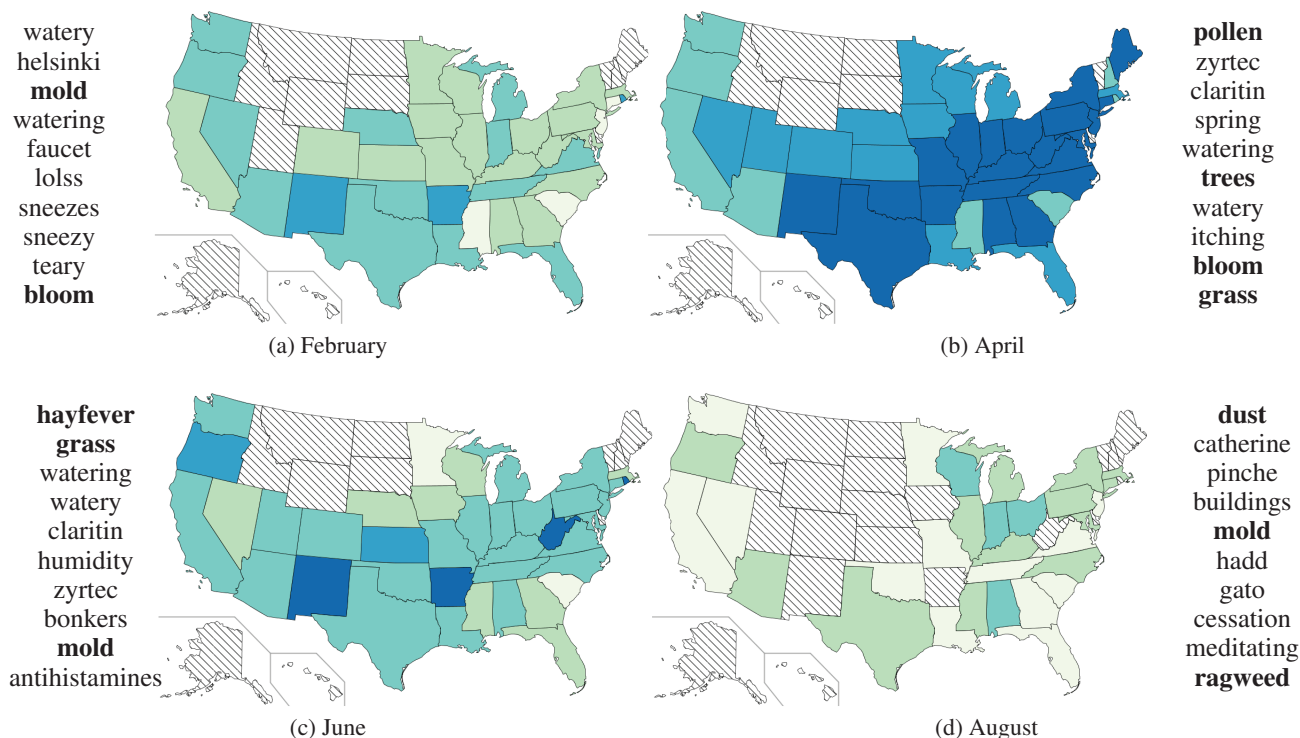 watery
helsinki
mold
watering
faucet
lolss
sneezes
sneezy
teary
bloom
(a) February
pollen
zyrtec
claritin
spring
watering
trees
watery
itching
bloom
grass
(b) April
hayfever
grass
watering
watery
claritin
humidity
zyrtec
bonkers
mold
antihistamines
(c) June
dust
catherine
pinche
buildings
mold
hadd
gato
cessation
meditating
ragweed
(d) August